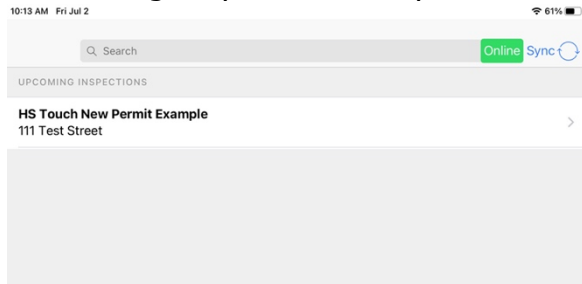 10:13 AM Fri Jul 2
61%
Search
Online
Sync
UPCOMING INSPECTIONS
HS Touch New Permit Example
111 Test Street